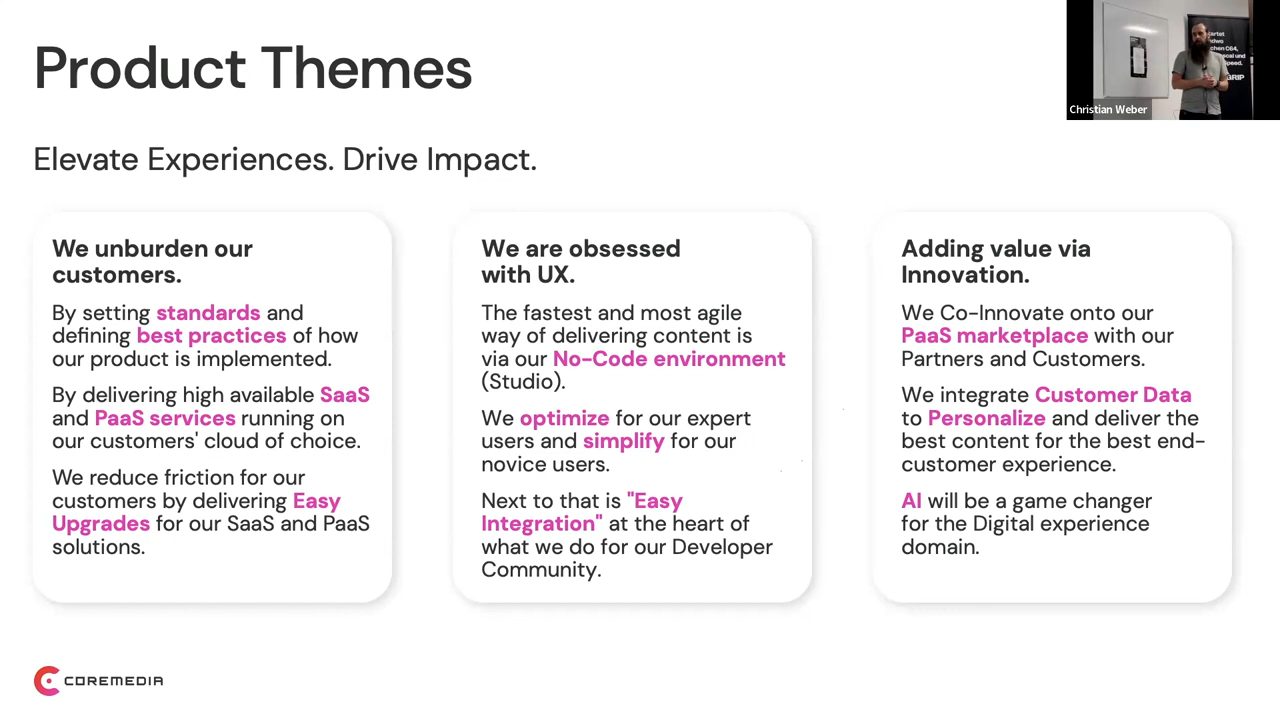 Product Themes
Christian Weber
Elevate Experiences. Drive Impact.
We unburden our
customers.
By setting standards and
defining best practices of how
our product is implemented.
By delivering high available SaaS
and PaaS services running on
our customers' cloud of choice.
We reduce friction for our
customers by delivering Easy
Upgrades for our SaaS and PaaS
solutions.
We are obsessed
with UX.
The fastest and most agile
way of delivering content is
via our No-Code environment
(Studio).
We optimize for our expert
users and simplify for our
novice users.
Next to that is "Easy
Integration" at the heart of
what we do for our Developer
Community.
Adding value via
Innovation.
We Co-Innovate onto our
PaaS marketplace with our
Partners and Customers.
We integrate Customer Data
to Personalize and deliver the
best content for the best end-
customer experience.
AI will be a game changer
for the Digital experience
domain.
COREMEDIA